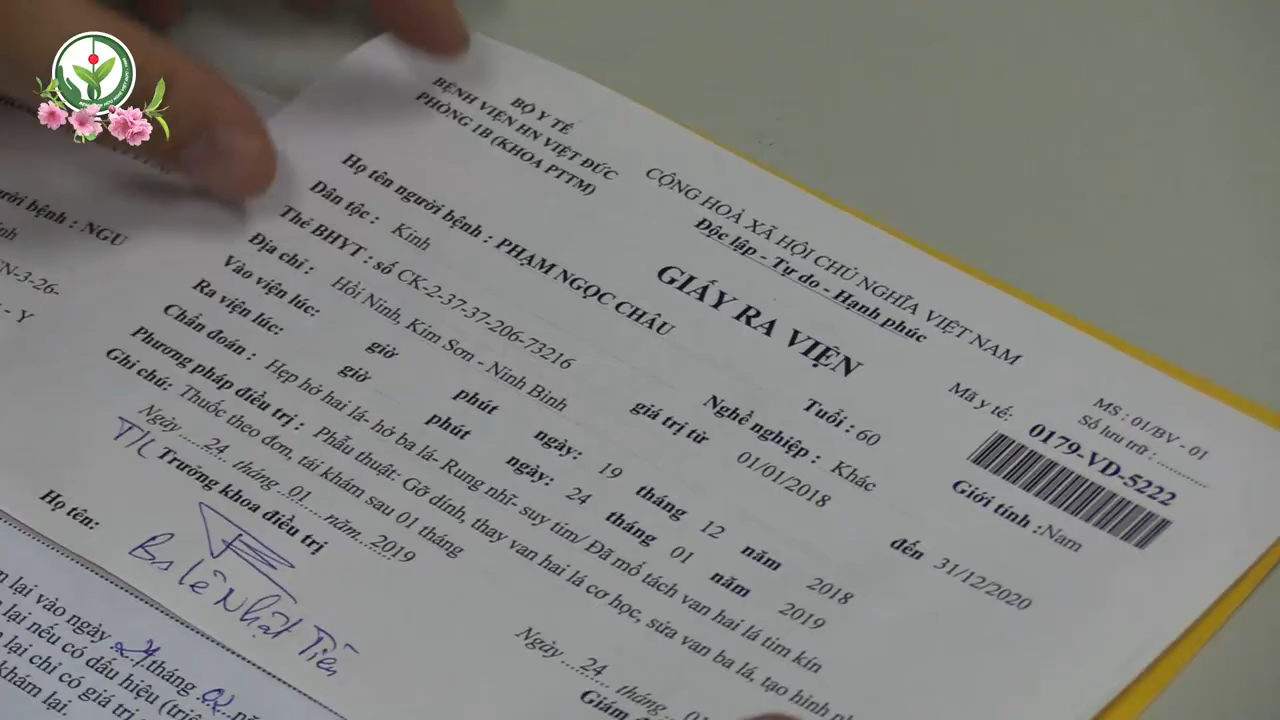 BỘ Y TẾ
BỆNH VIỆN HN VIỆT ĐỨC
PHÒNG 1B (KHOA PTTM)
CỘNG HOÀ XÃ HỘI CHỦ NGHĨA VIỆT NAM
Độc lập - Tự do - Hạnh phúc
GIẤY RA VIỆN
MS : 01/BV - 01
Số lưu trữ : ...........
Mã y tế: 0179-VD-5222
Họ tên người bệnh : PHẠM NGỌC CHÂU Tuổi : 60 Giới tính :Nam
Dân tộc : Kinh Nghề nghiệp : Khác
Thẻ BHYT : số CK-2-37-37-206-73216 giá trị từ 01/01/2018 đến 31/12/2020
Địa chỉ : Hồi Ninh, Kim Sơn - Ninh Bình
Vào viện lúc: giờ phút ngày: 19 tháng 12 năm 2018
Ra viện lúc: giờ phút ngày: 24 tháng 01 năm 2019
Chẩn đoán : Hẹp hở hai lá- hở ba lá- Rung nhĩ- suy tim/ Đã mổ tách van hai lá tim kín
Phương pháp điều trị : Phẫu thuật: Gỡ dính, thay van hai lá cơ học, sửa van ba lá, tạo hình
Ghi chú: Thuốc theo đơn, tái khám sau 01 tháng
Ngày .....24.. tháng ..01.... năm.. 2019
T/L Trưởng khoa điều trị
Họ tên: Bs Lê Nhật Tiên
Ngày ....24... tháng ..01
Giám
ười bệnh : NGU
N-3-26-
- Y
lại vào ngày 24 tháng 02
lại nếu có dấu hiệu (triệ
lại chỉ có giá trị
khám lại.